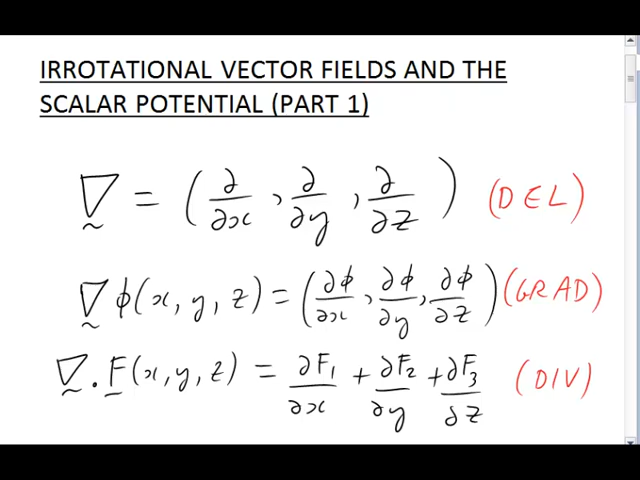 IRROTATIONAL VECTOR FIELDS AND THE
SCALAR POTENTIAL (PART 1)
∇ = (∂/∂x, ∂/∂y, ∂/∂z) (DEL)
∇ϕ(x, y, z) = (∂ϕ/∂x, ∂ϕ/∂y, ∂ϕ/∂z) (GRAD)
∇.F(x, y, z) = ∂F₁/∂x + ∂F₂/∂y + ∂F₃/∂z (DIV)